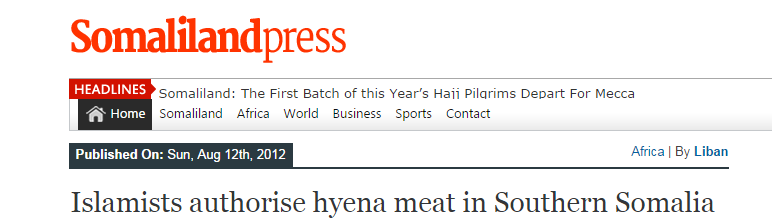 Somalilandpress
HEADLINES Somaliland: The First Batch of this Year's Hajj Pilgrims Depart For Mecca
Home Somaliland Africa World Business Sports Contact
Published On: Sun, Aug 12th, 2012 Africa | By Liban
Islamists authorise hyena meat in Southern Somalia